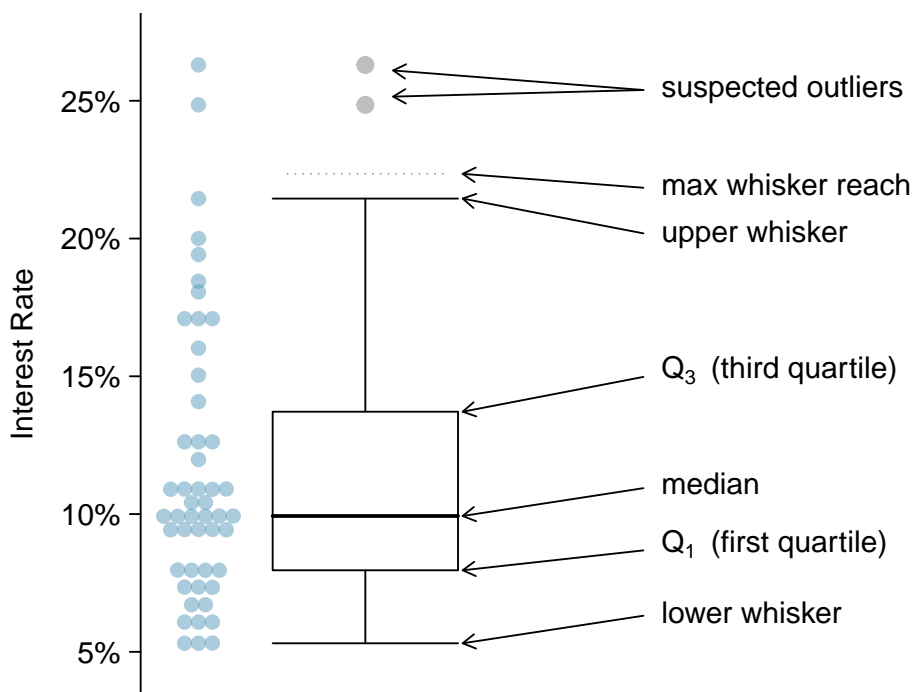 suspected outliers
25%
max whisker reach
upper whisker
20%
Interest Rate
Q3 (third quartile)
15%
median
10%
Q1 (first quartile)
lower whisker
5%